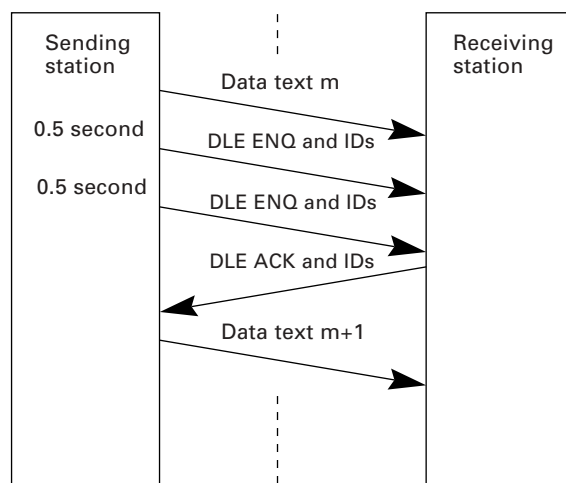 Sending
station
Receiving
station
Data text m
0.5 second
DLE ENQ and IDs
0.5 second
DLE ENQ and IDs
DLE ACK and IDs
Data text m+1